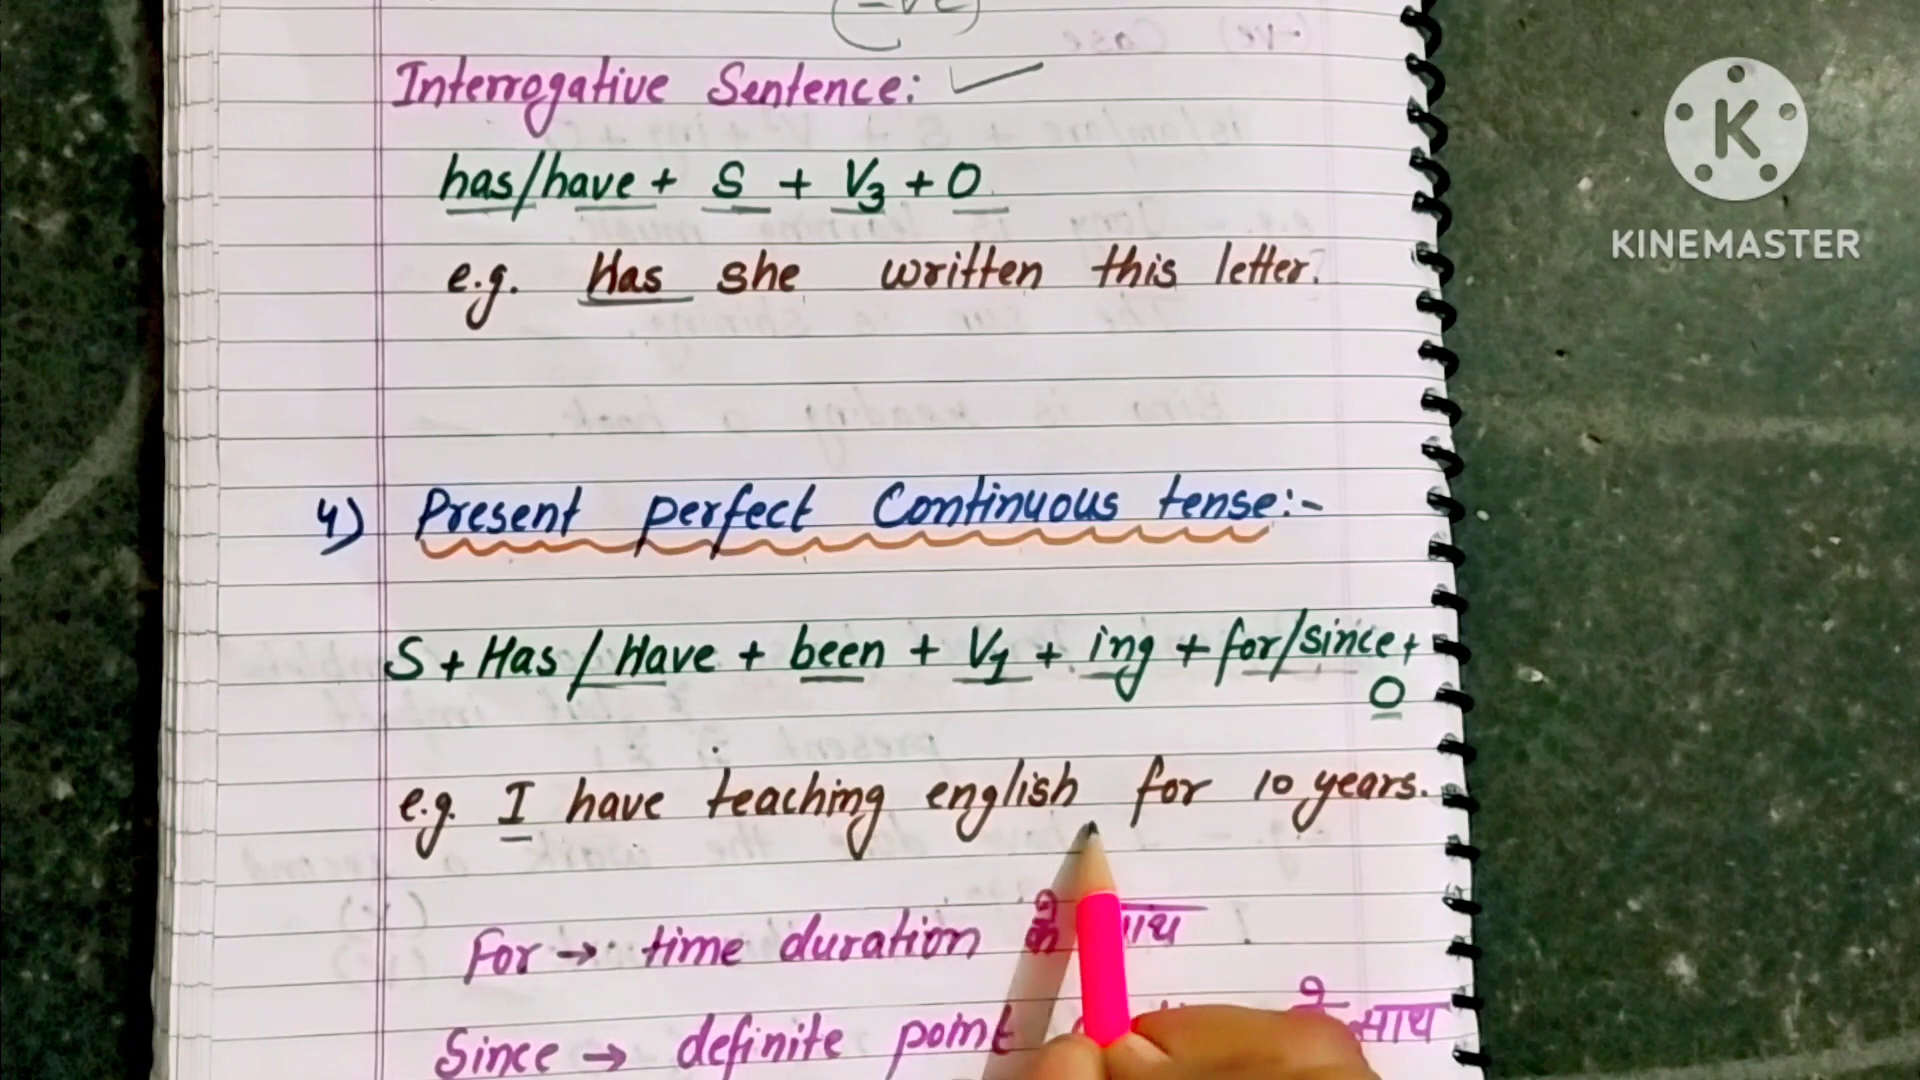 -ve
Interrogative Sentence:
has/have + S + V3 + O
e.g. Has she written this letter.
4) Present perfect Continuous tense:-
S + Has / Have + been + V1 + ing + for/since +
O
e.g. I have teaching english for 10 years.
For → time duration के साथ
Since → definite point के साथ
K
KINEMASTER